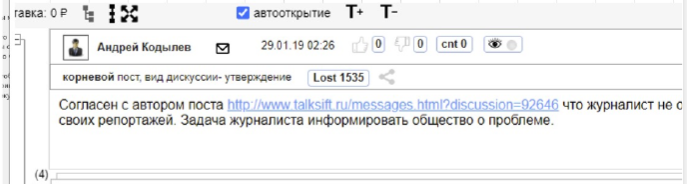 тавка: 0 ₽ автооткрытие T+ T-
Андрей Кодылев 29.01.19 02:26 0 0 cnt 0
корневой пост, вид дискуссии- утверждение Lost 1535
Согласен с автором поста http://www.talksift.ru/messages.html?discussion=92646 что журналист не о
своих репортажей. Задача журналиста информировать общество о проблеме.
(4)